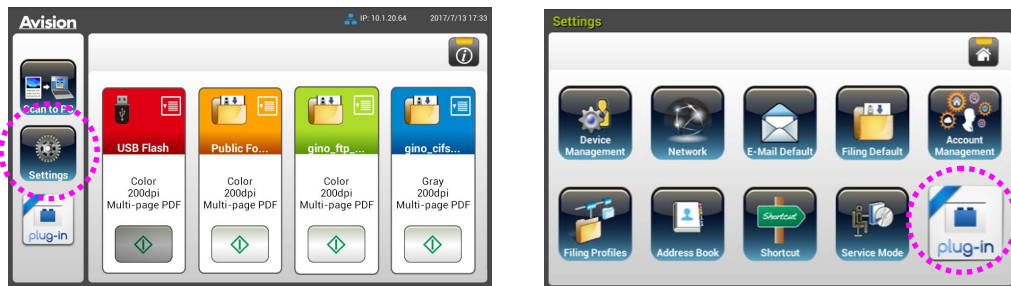 Avision
IP: 10.1.20.64 2017/7/13 17:33
Scan to PC
Settings
plug-in
USB Flash
Color
200dpi
Multi-page PDF
Public Fo...
Color
200dpi
Multi-page PDF
gino_ftp_...
Color
200dpi
Multi-page PDF
gino_cifs...
Gray
200dpi
Multi-page PDF
Settings
Device
Management
Network
E-Mail Default
Filing Default
Account
Management
Filing Profiles
Address Book
Shortcut
Shortcut
Service Mode
plug-in